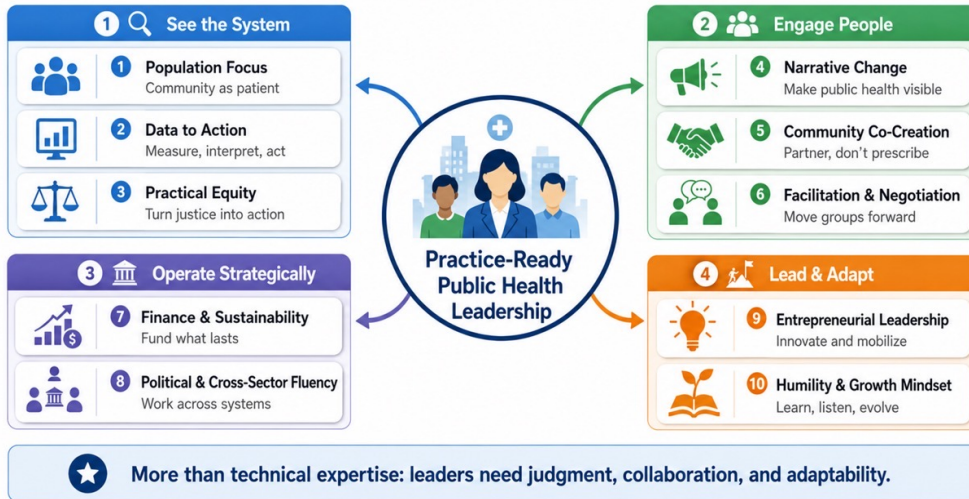 1 See the System
1 Population Focus
Community as patient
2 Data to Action
Measure, interpret, act
3 Practical Equity
Turn justice into action
2 Engage People
4 Narrative Change
Make public health visible
5 Community Co-Creation
Partner, don't prescribe
6 Facilitation & Negotiation
Move groups forward
Practice-Ready
Public Health
Leadership
3 Operate Strategically
7 Finance & Sustainability
Fund what lasts
$
8 Political & Cross-Sector Fluency
Work across systems
4 Lead & Adapt
9 Entrepreneurial Leadership
Innovate and mobilize
10 Humility & Growth Mindset
Learn, listen, evolve
More than technical expertise: leaders need judgment, collaboration, and adaptability.